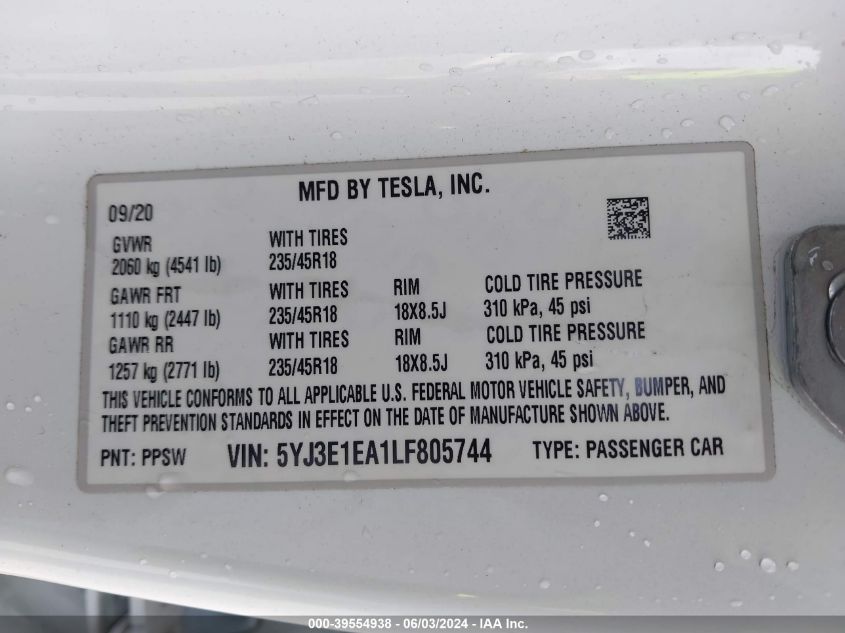 MFD BY TESLA, INC.
09/20
GVWR WITH TIRES
2060 kg (4541 lb) 235/45R18
GAWR FRT WITH TIRES RIM COLD TIRE PRESSURE
1110 kg (2447 lb) 235/45R18 18X8.5J 310 kPa, 45 psi
GAWR RR WITH TIRES RIM COLD TIRE PRESSURE
1257 kg (2771 lb) 235/45R18 18X8.5J 310 kPa, 45 psi
THIS VEHICLE CONFORMS TO ALL APPLICABLE U.S. FEDERAL MOTOR VEHICLE SAFETY, BUMPER, AND
THEFT PREVENTION STANDARDS IN EFFECT ON THE DATE OF MANUFACTURE SHOWN ABOVE.
PNT: PPSW VIN: 5YJ3E1EA1LF805744 TYPE: PASSENGER CAR
000-39554938 - 06/03/2024 - IAA Inc.